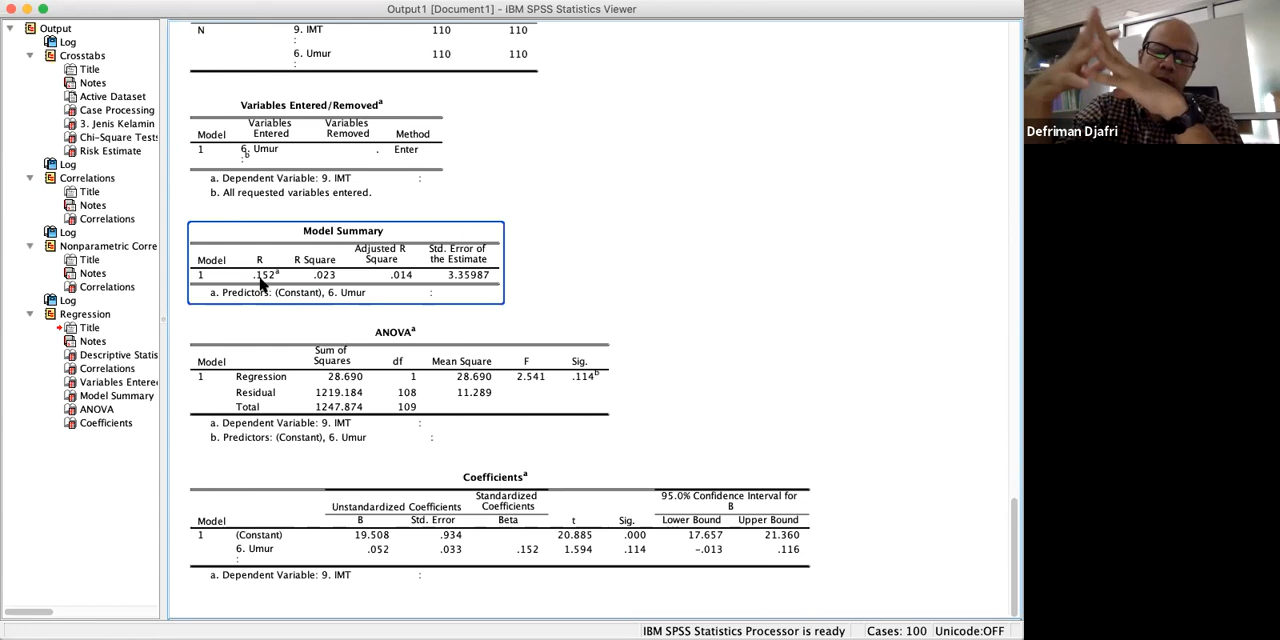 Output1 [Document1] - IBM SPSS Statistics Viewer
Output
Log
Crosstabs
Title
Notes
Active Dataset
Case Processing
3. Jenis Kelamin
Chi-Square Tests
Risk Estimate
Log
Correlations
Title
Notes
Correlations
Log
Nonparametric Corre
Title
Notes
Correlations
Log
Regression
Title
Notes
Descriptive Statis
Correlations
Variables Entere
Model Summary
ANOVA
Coefficients
N 9. IMT : 110 110
6. Umur : 110 110
Variables Entered/Removedᵃ
Model Variables Entered Variables Removed Method
1 6. Umur :ᵇ . Enter
a. Dependent Variable: 9. IMT :
b. All requested variables entered.
Model Summary
Model R R Square Adjusted R Square Std. Error of the Estimate
1 .152ᵃ .023 .014 3.35987
a. Predictors: (Constant), 6. Umur :
ANOVAᵃ
Model Sum of Squares df Mean Square F Sig.
1 Regression 28.690 1 28.690 2.541 .114ᵇ
Residual 1219.184 108 11.289
Total 1247.874 109
a. Dependent Variable: 9. IMT :
b. Predictors: (Constant), 6. Umur :
Coefficientsᵃ
Unstandardized Coefficients Standardized Coefficients 95.0% Confidence Interval for B
Model B Std. Error Beta t Sig. Lower Bound Upper Bound
1 (Constant) 19.508 .934 20.885 .000 17.657 21.360
6. Umur : .052 .033 .152 1.594 .114 -.013 .116
a. Dependent Variable: 9. IMT :
IBM SPSS Statistics Processor is ready Cases: 100 Unicode:OFF
Defriman Djafri